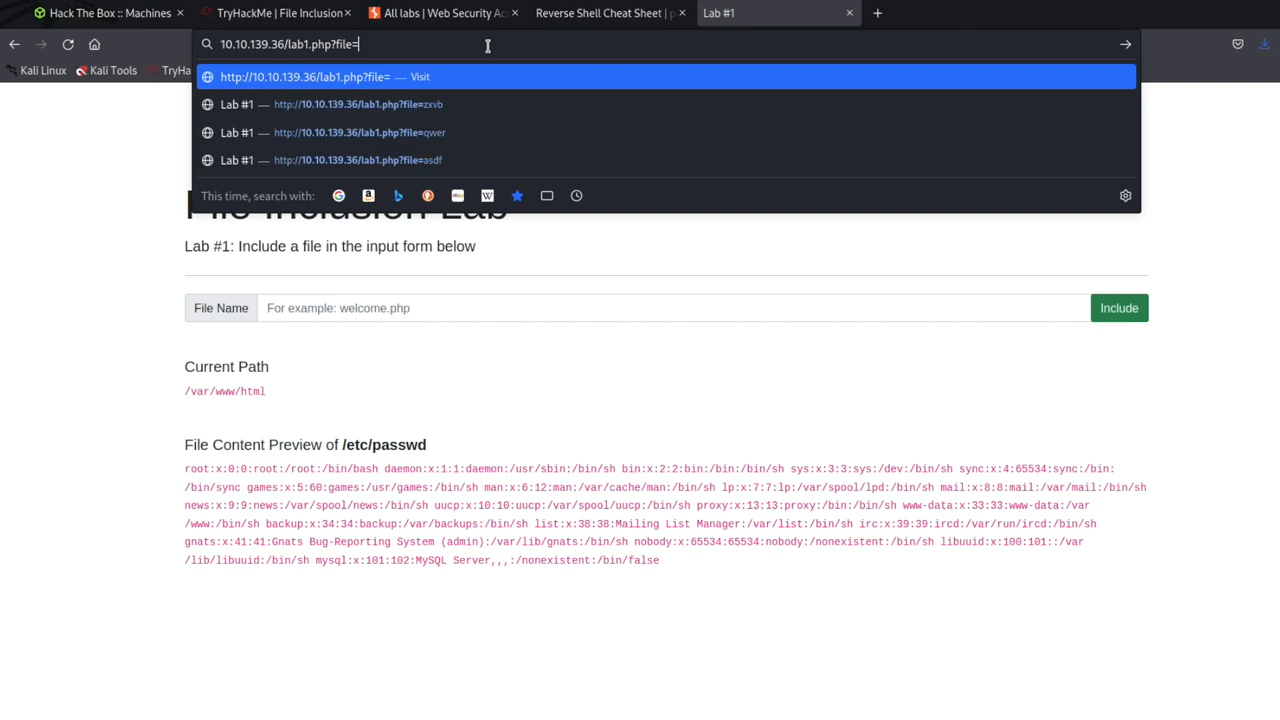 Hack The Box :: Machines
TryHackMe | File Inclusion
All labs | Web Security Ac
Reverse Shell Cheat Sheet | p
Lab #1
10.10.139.36/lab1.php?file=
Kali Linux
Kali Tools
TryHa
http://10.10.139.36/lab1.php?file= — Visit
Lab #1 — http://10.10.139.36/lab1.php?file=zxvb
Lab #1 — http://10.10.139.36/lab1.php?file=qwer
Lab #1 — http://10.10.139.36/lab1.php?file=asdf
This time, search with:
File Inclusion Lab
Lab #1: Include a file in the input form below
File Name
For example: welcome.php
Include
Current Path
/var/www/html
File Content Preview of /etc/passwd
root:x:0:0:root:/root:/bin/bash daemon:x:1:1:daemon:/usr/sbin:/bin/sh bin:x:2:2:bin:/bin:/bin/sh sys:x:3:3:sys:/dev:/bin/sh sync:x:4:65534:sync:/bin:
/bin/sync games:x:5:60:games:/usr/games:/bin/sh man:x:6:12:man:/var/cache/man:/bin/sh lp:x:7:7:lp:/var/spool/lpd:/bin/sh mail:x:8:8:mail:/var/mail:/bin/sh
news:x:9:9:news:/var/spool/news:/bin/sh uucp:x:10:10:uucp:/var/spool/uucp:/bin/sh proxy:x:13:13:proxy:/bin:/bin/sh www-data:x:33:33:www-data:/var
/www:/bin/sh backup:x:34:34:backup:/var/backups:/bin/sh list:x:38:38:Mailing List Manager:/var/list:/bin/sh irc:x:39:39:ircd:/var/run/ircd:/bin/sh
gnats:x:41:41:Gnats Bug-Reporting System (admin):/var/lib/gnats:/bin/sh nobody:x:65534:65534:nobody:/nonexistent:/bin/sh libuuid:x:100:101::/var
/lib/libuuid:/bin/sh mysql:x:101:102:MySQL Server,,,:/nonexistent:/bin/false